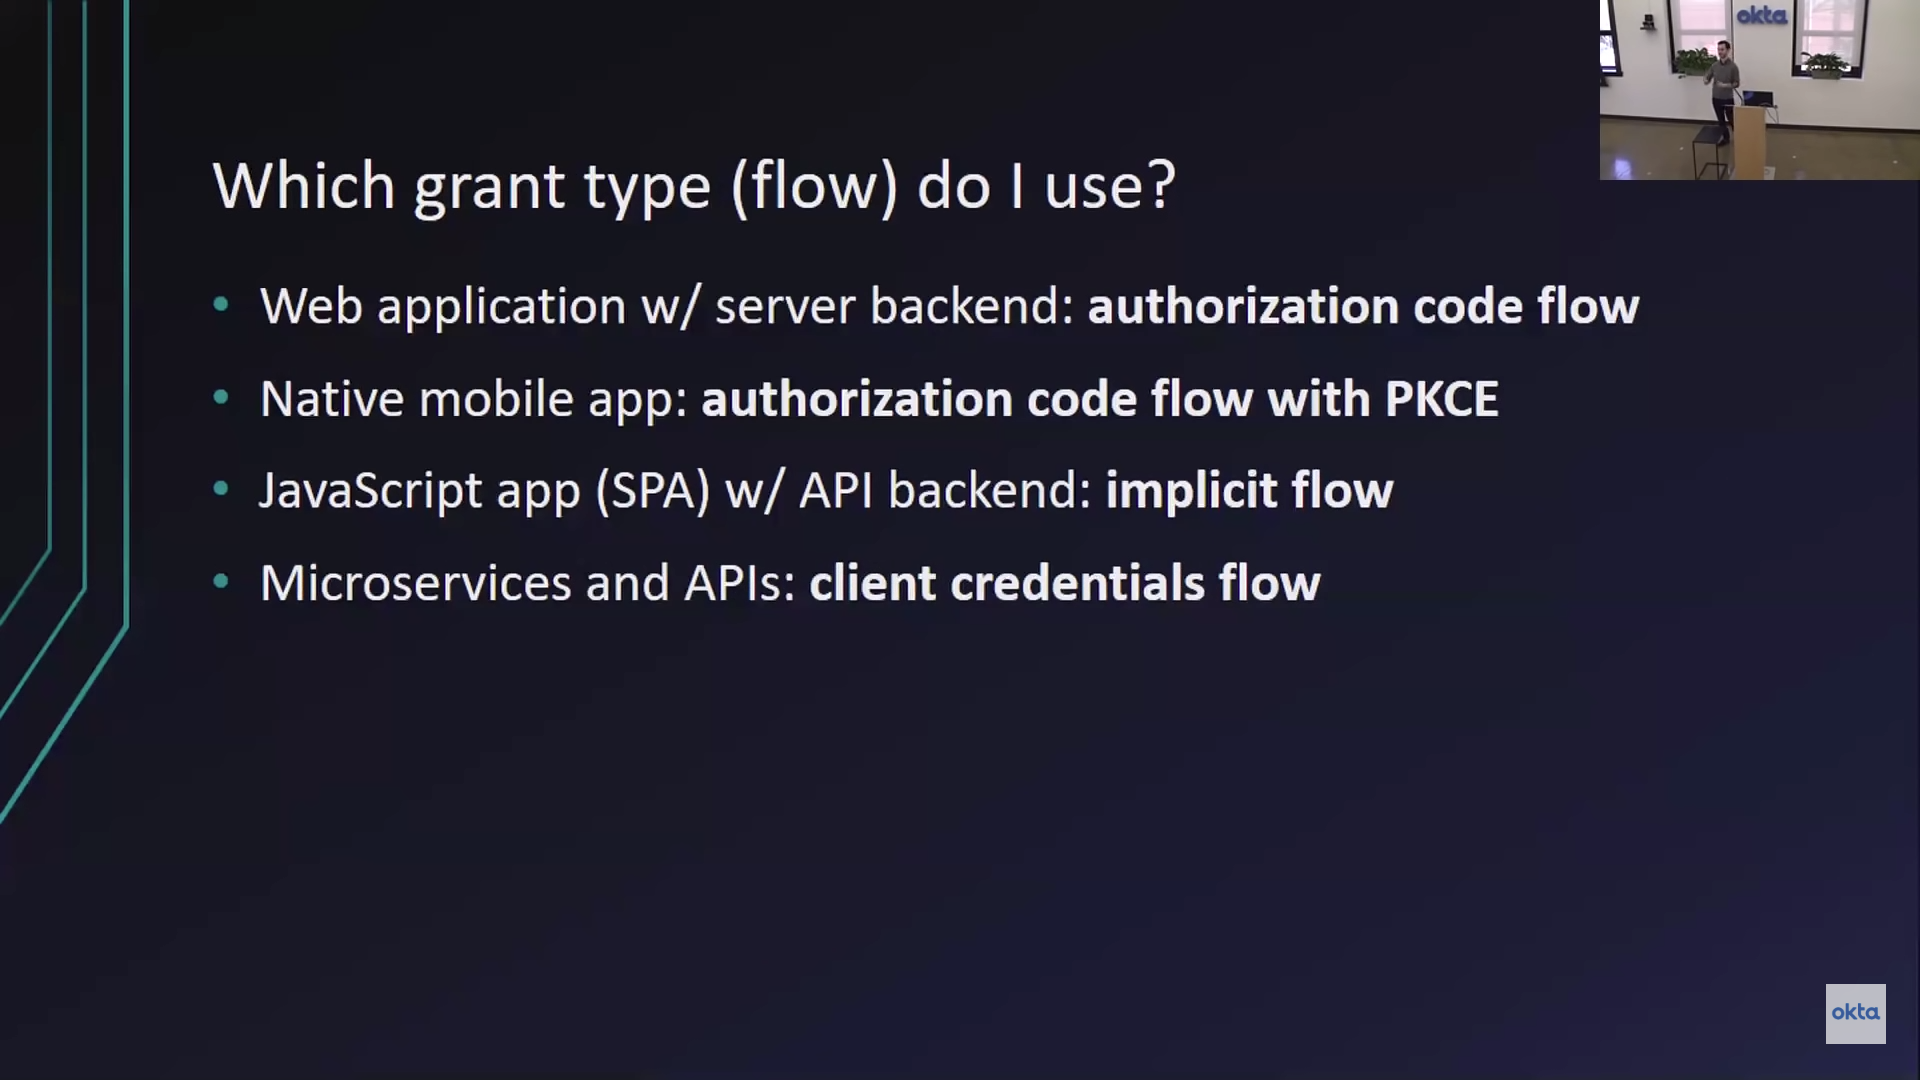 okta
Which grant type (flow) do I use?
• Web application w/ server backend: authorization code flow
• Native mobile app: authorization code flow with PKCE
• JavaScript app (SPA) w/ API backend: implicit flow
• Microservices and APIs: client credentials flow
okta